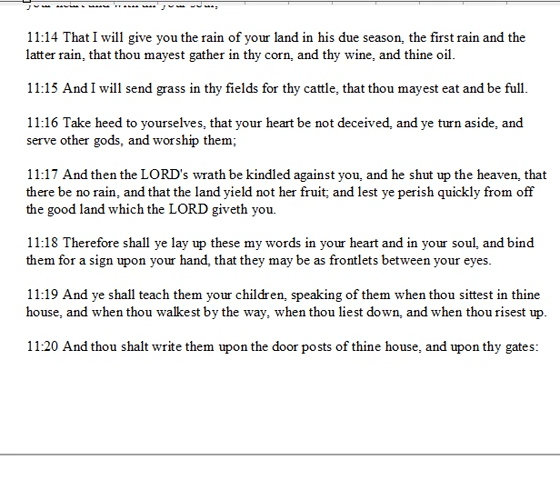 11:14 That I will give you the rain of your land in his due season, the first rain and the
latter rain, that thou mayest gather in thy corn, and thy wine, and thine oil.
11:15 And I will send grass in thy fields for thy cattle, that thou mayest eat and be full.
11:16 Take heed to yourselves, that your heart be not deceived, and ye turn aside, and
serve other gods, and worship them;
11:17 And then the LORD's wrath be kindled against you, and he shut up the heaven, that
there be no rain, and that the land yield not her fruit; and lest ye perish quickly from off
the good land which the LORD giveth you.
11:18 Therefore shall ye lay up these my words in your heart and in your soul, and bind
them for a sign upon your hand, that they may be as frontlets between your eyes.
11:19 And ye shall teach them your children, speaking of them when thou sittest in thine
house, and when thou walkest by the way, when thou liest down, and when thou risest up.
11:20 And thou shalt write them upon the door posts of thine house, and upon thy gates: